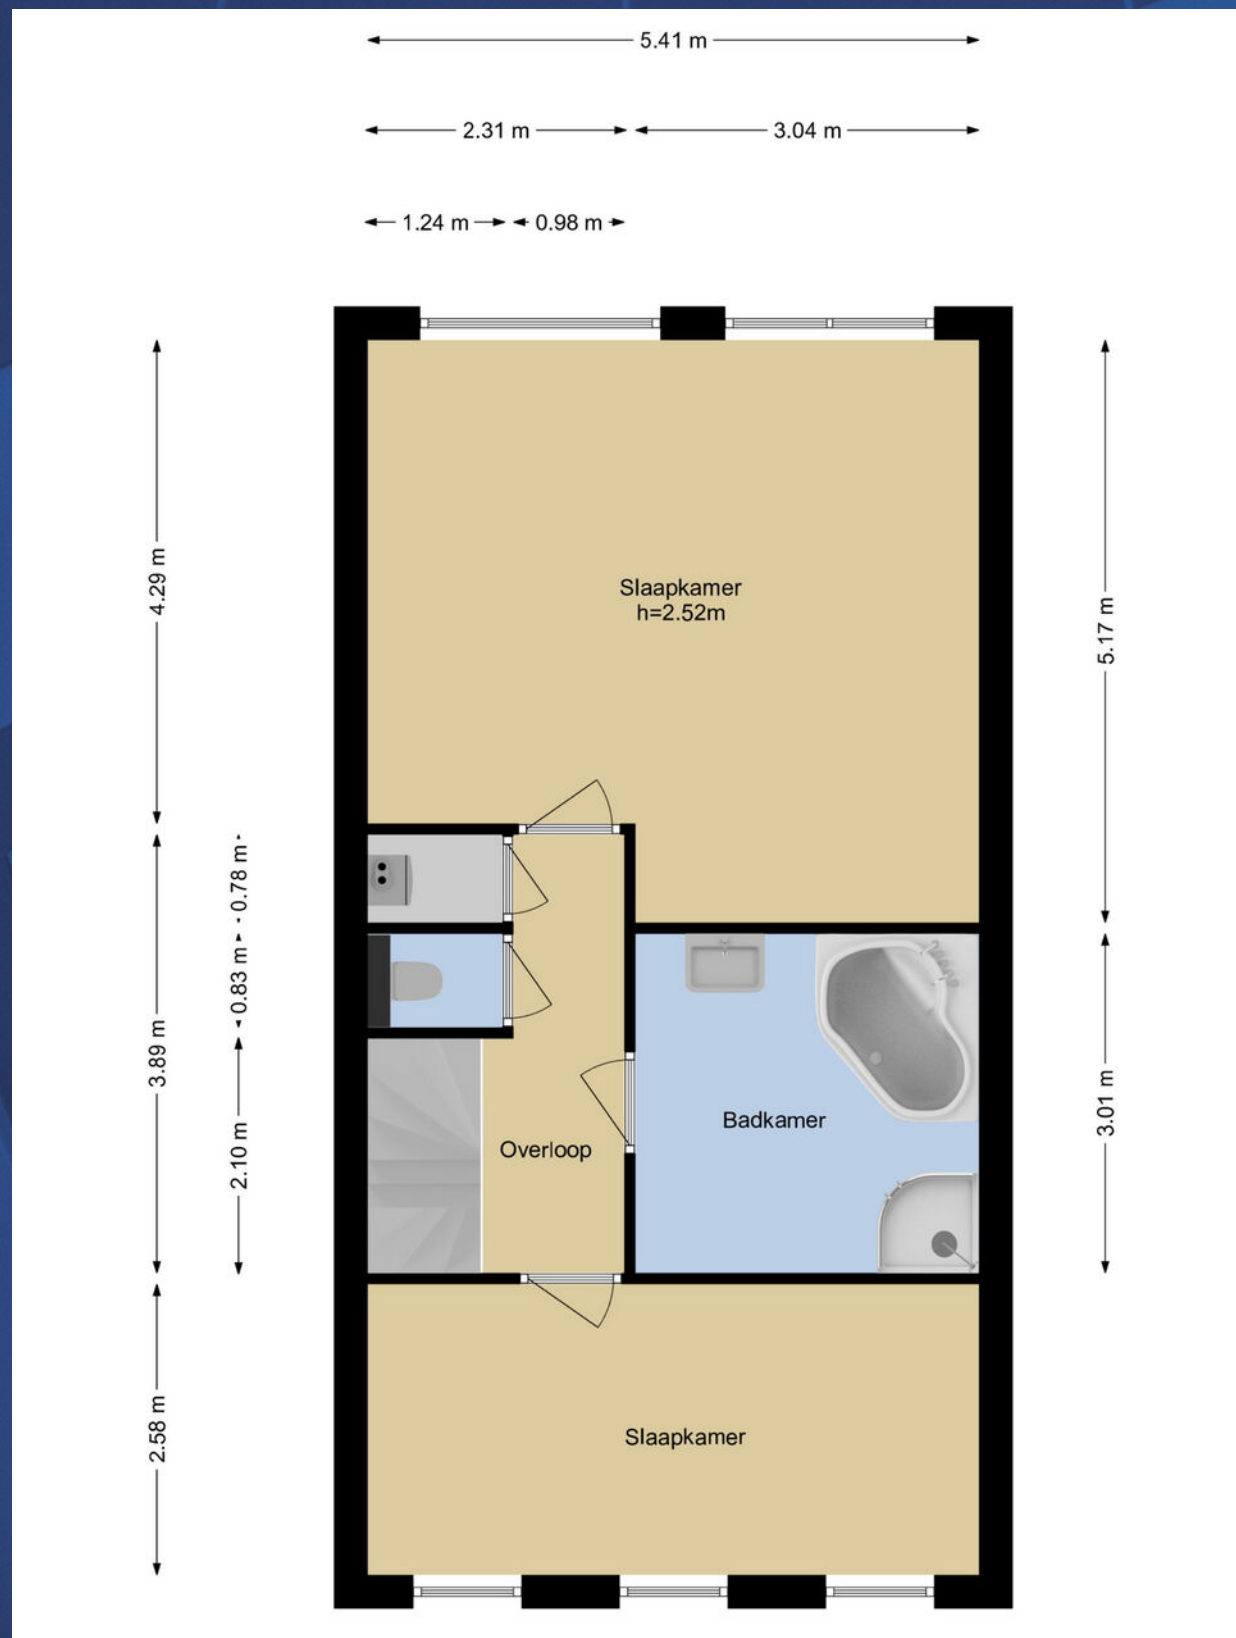 5.41 m
2.31 m
3.04 m
1.24 m
0.98 m
4.29 m
Slaapkamer
h=2.52m
5.17 m
0.78 m
0.83 m
3.89 m
2.10 m
Overloop
Badkamer
3.01 m
2.58 m
Slaapkamer